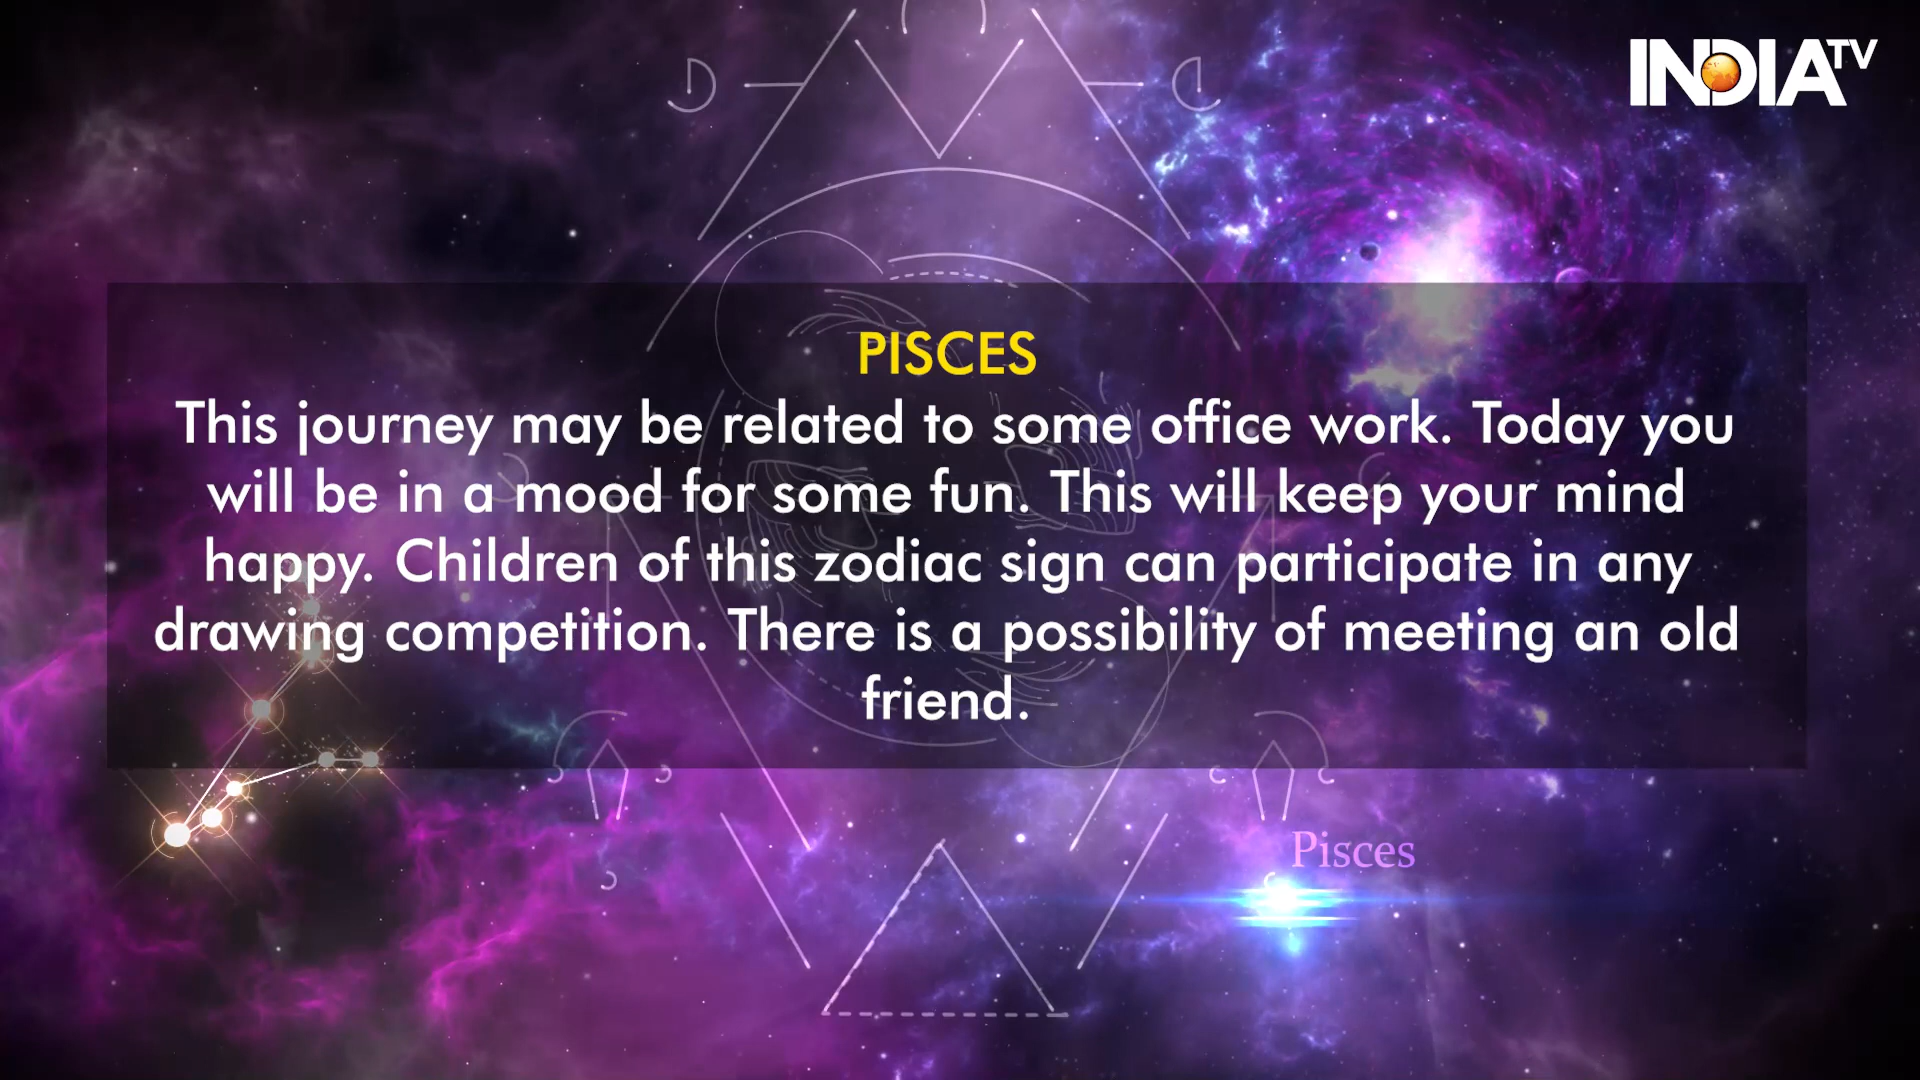 INDIA TV
PISCES
This journey may be related to some office work. Today you
will be in a mood for some fun. This will keep your mind
happy. Children of this zodiac sign can participate in any
drawing competition. There is a possibility of meeting an old
friend.
Pisces